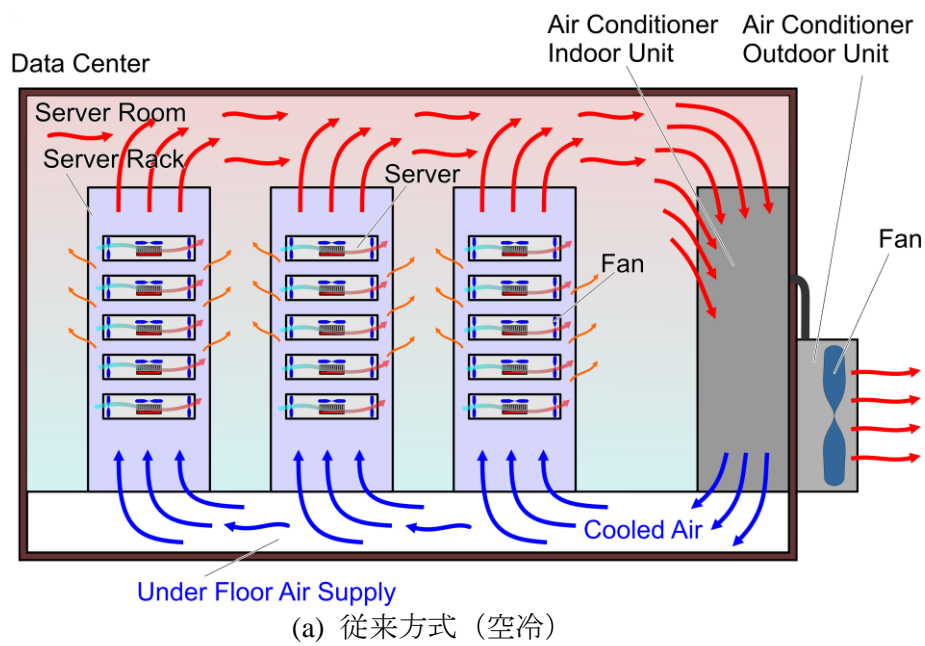 Air Conditioner
Indoor Unit
Air Conditioner
Outdoor Unit
Data Center
Server Room
Server Rack
Server
Fan
Fan
Cooled Air
Under Floor Air Supply
(a) 従来方式（空冷）